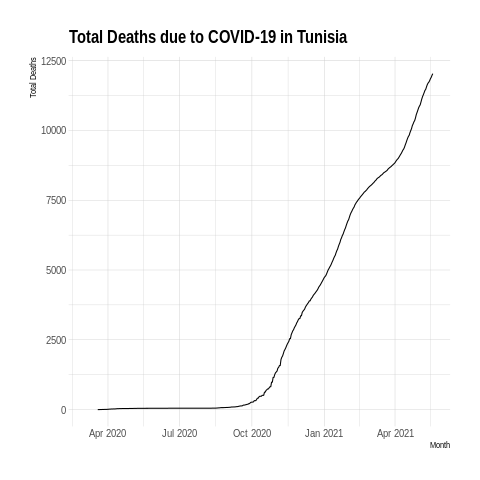 Total Deaths due to COVID-19 in Tunisia
Total Deaths
12500
10000
7500
5000
2500
0
Apr 2020 Jul 2020 Oct 2020 Jan 2021 Apr 2021
Month